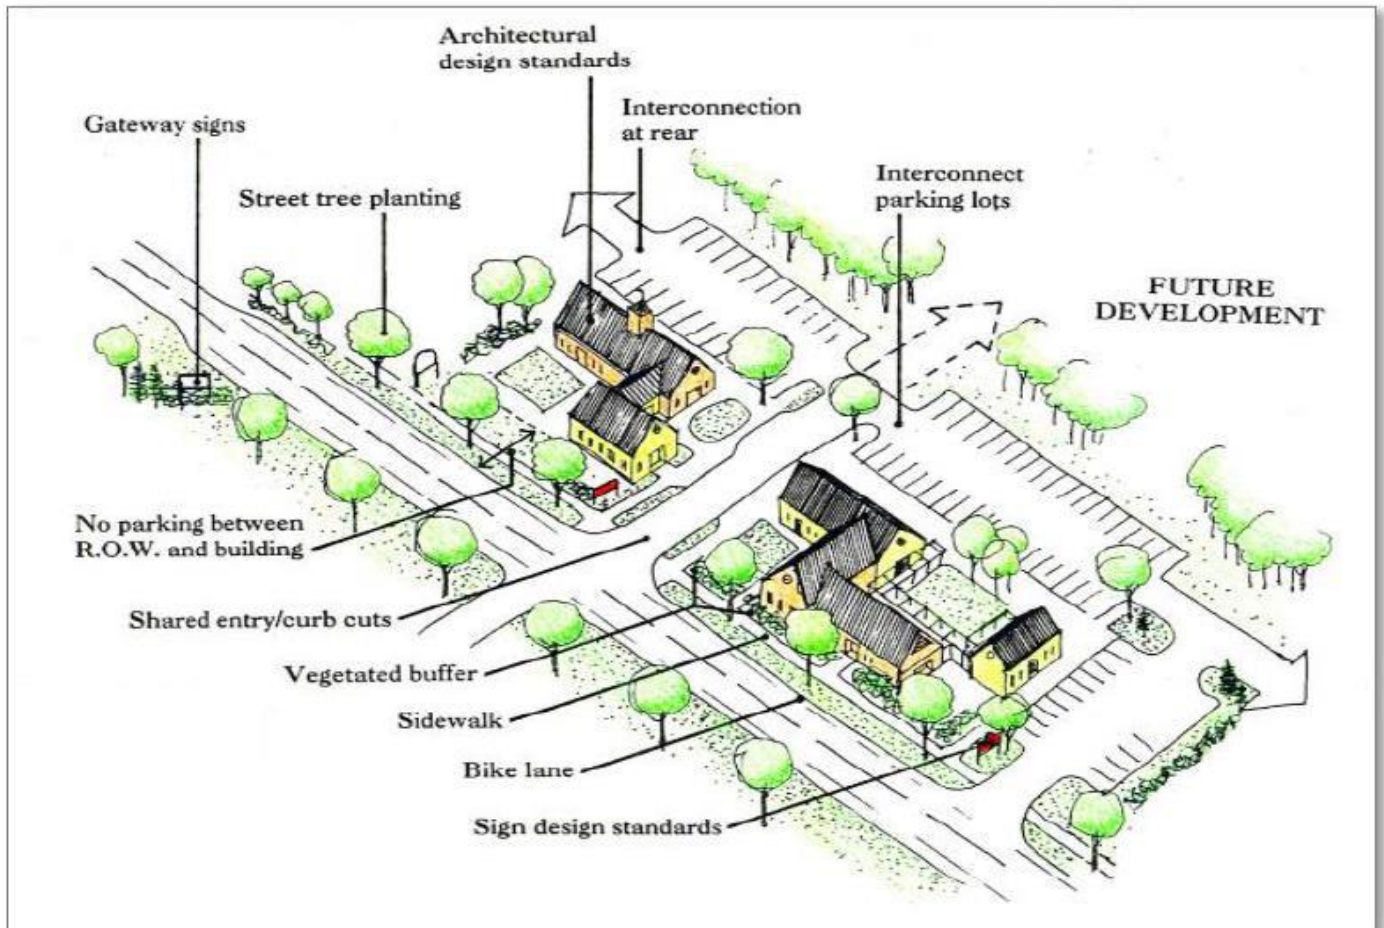 Architectural
design standards
Interconnection
at rear
Gateway signs
Interconnect
parking lots
Street tree planting
FUTURE
DEVELOPMENT
No parking between
R.O.W. and building
Shared entry/curb cuts
Vegetated buffer
Sidewalk
Bike lane
Sign design standards